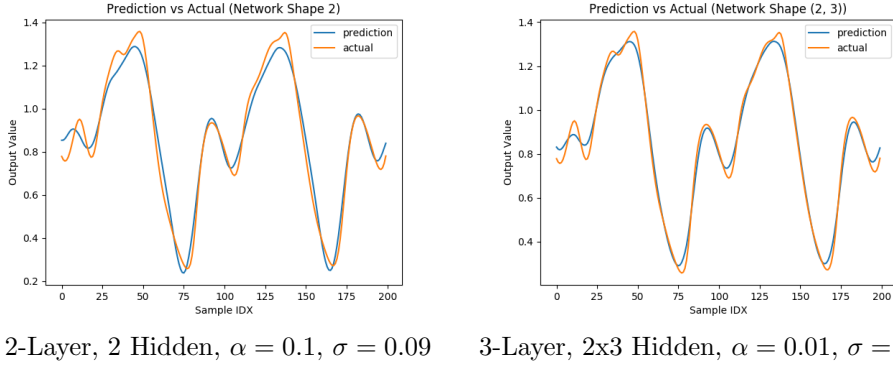 Prediction vs Actual (Network Shape 2)
1.4
1.2
1.0
0.8
0.6
0.4
0.2
Output Value
prediction
actual
0 25 50 75 100 125 150 175 200
Sample IDX
2-Layer, 2 Hidden, α = 0.1, σ = 0.09
Prediction vs Actual (Network Shape (2, 3))
1.4
1.2
1.0
0.8
0.6
0.4
Output Value
prediction
actual
0 25 50 75 100 125 150 175 200
Sample IDX
3-Layer, 2x3 Hidden, α = 0.01, σ =